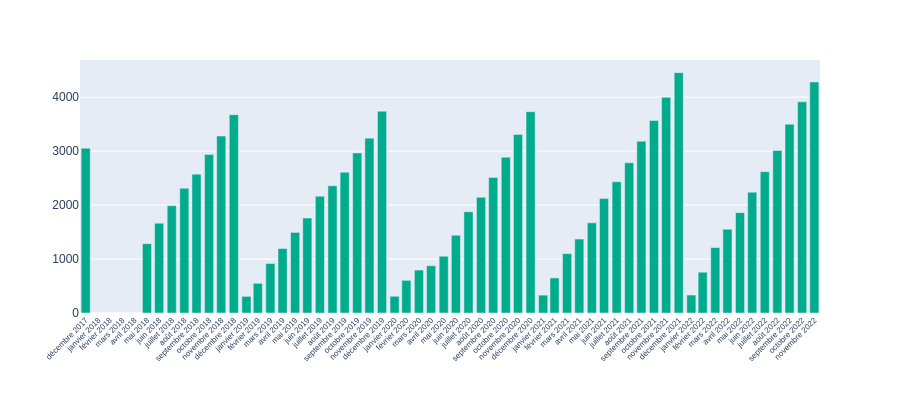 4000
3000
2000
1000
0
décembre 2017
janvier 2018
février 2018
mars 2018
avril 2018
mai 2018
juin 2018
juillet 2018
août 2018
septembre 2018
octobre 2018
novembre 2018
décembre 2018
janvier 2019
février 2019
mars 2019
avril 2019
mai 2019
juin 2019
juillet 2019
août 2019
septembre 2019
octobre 2019
novembre 2019
décembre 2019
janvier 2020
février 2020
mars 2020
avril 2020
mai 2020
juin 2020
juillet 2020
août 2020
septembre 2020
octobre 2020
novembre 2020
décembre 2020
janvier 2021
février 2021
mars 2021
avril 2021
mai 2021
juin 2021
juillet 2021
août 2021
septembre 2021
octobre 2021
novembre 2021
décembre 2021
janvier 2022
février 2022
mars 2022
avril 2022
mai 2022
juin 2022
juillet 2022
août 2022
septembre 2022
octobre 2022
novembre 2022